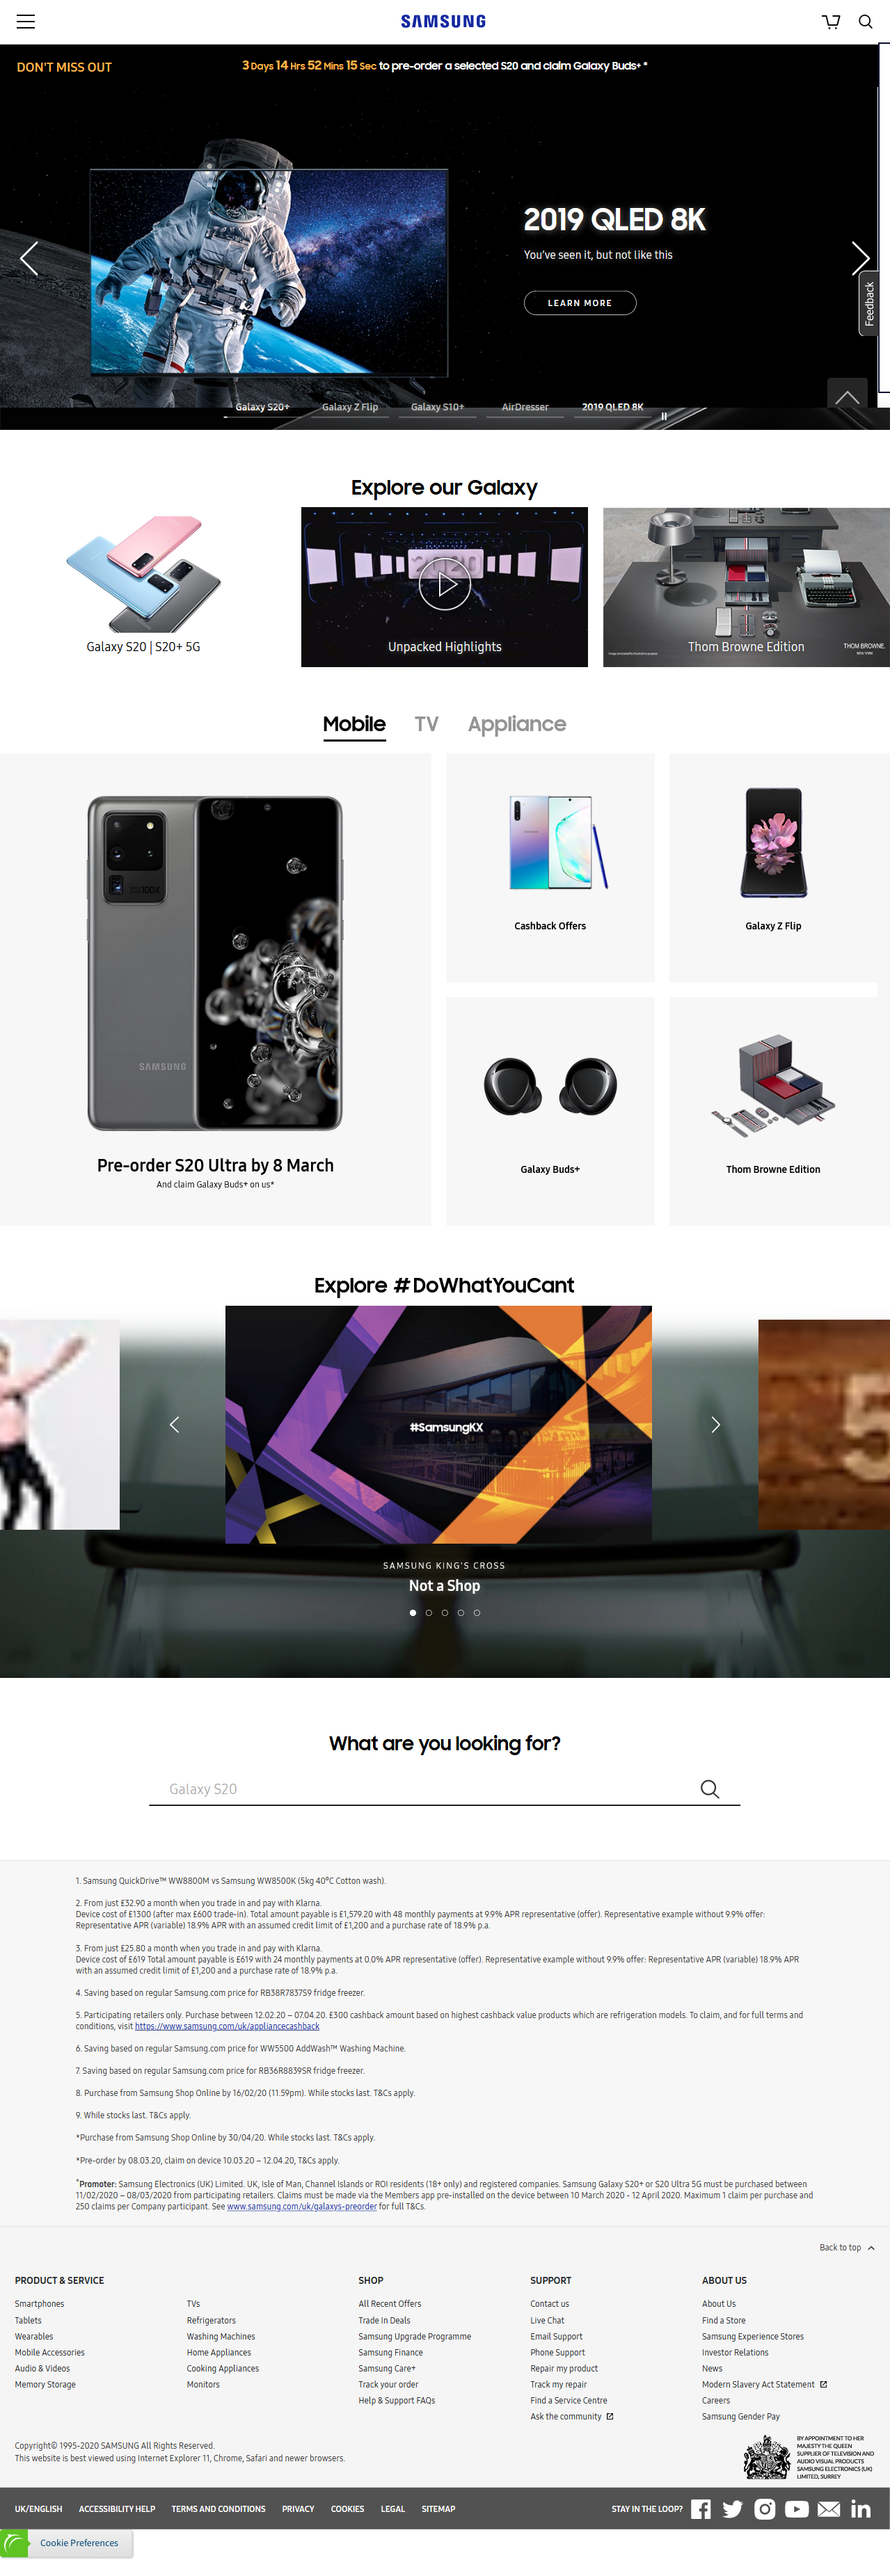 SAMSUNG
DON'T MISS OUT
3 Days 14 Hrs 52 Mins 15 Sec to pre-order a selected S20 and claim Galaxy Buds+ *
2019 QLED 8K
You've seen it, but not like this
LEARN MORE
Feedback
Galaxy S20+
Galaxy Z Flip
Galaxy S10+
AirDresser
2019 QLED 8K
Explore our Galaxy
Galaxy S20 | S20+ 5G
Unpacked Highlights
Thom Browne Edition
THOM BROWNE.
NEW YORK
Mobile
TV
Appliance
100X
SAMSUNG
Pre-order S20 Ultra by 8 March
And claim Galaxy Buds+ on us*
Cashback Offers
Galaxy Z Flip
Galaxy Buds+
Thom Browne Edition
Explore #DoWhatYouCant
#SamsungKX
SAMSUNG KING'S CROSS
Not a Shop
What are you looking for?
Galaxy S20
1. Samsung QuickDrive™ WW8800M vs Samsung WW8500K (5kg 40°C Cotton wash).
2. From just £32.90 a month when you trade in and pay with Klarna.
Device cost of £1300 (after max £600 trade-in). Total amount payable is £1,579.20 with 48 monthly payments at 9.9% APR representative (offer). Representative example without 9.9% offer:
Representative APR (variable) 18.9% APR with an assumed credit limit of £1,200 and a purchase rate of 18.9% p.a.
3. From just £25.80 a month when you trade in and pay with Klarna.
Device cost of £619 Total amount payable is £619 with 24 monthly payments at 0.0% APR representative (offer). Representative example without 9.9% offer: Representative APR (variable) 18.9% APR
with an assumed credit limit of £1,200 and a purchase rate of 18.9% p.a.
4. Saving based on regular Samsung.com price for RB38R7837S9 fridge freezer.
5. Participating retailers only. Purchase between 12.02.20 – 07.04.20. £300 cashback amount based on highest cashback value products which are refrigeration models. To claim, and for full terms and
conditions, visit https://www.samsung.com/uk/appliancecashback
6. Saving based on regular Samsung.com price for WW5500 AddWash™ Washing Machine.
7. Saving based on regular Samsung.com price for RB36R8839SR fridge freezer.
8. Purchase from Samsung Shop Online by 16/02/20 (11.59pm). While stocks last. T&Cs apply.
9. While stocks last. T&Cs apply.
*Purchase from Samsung Shop Online by 30/04/20. While stocks last. T&Cs apply.
*Pre-order by 08.03.20, claim on device 10.03.20 – 12.04.20, T&Cs apply.
*Promoter: Samsung Electronics (UK) Limited. UK, Isle of Man, Channel Islands or ROI residents (18+ only) and registered companies. Samsung Galaxy S20+ or S20 Ultra 5G must be purchased between
11/02/2020 – 08/03/2020 from participating retailers. Claims must be made via the Members app pre-installed on the device between 10 March 2020 - 12 April 2020. Maximum 1 claim per purchase and
250 claims per Company participant. See www.samsung.com/uk/galaxys-preorder for full T&Cs.
Back to top
PRODUCT & SERVICE
Smartphones
Tablets
Wearables
Mobile Accessories
Audio & Videos
Memory Storage
TVs
Refrigerators
Washing Machines
Home Appliances
Cooking Appliances
Monitors
SHOP
All Recent Offers
Trade In Deals
Samsung Upgrade Programme
Samsung Finance
Samsung Care+
Track your order
Help & Support FAQs
SUPPORT
Contact us
Live Chat
Email Support
Phone Support
Repair my product
Track my repair
Find a Service Centre
Ask the community
ABOUT US
About Us
Find a Store
Samsung Experience Stores
Investor Relations
News
Modern Slavery Act Statement
Careers
Samsung Gender Pay
Copyright© 1995-2020 SAMSUNG All Rights Reserved.
This website is best viewed using Internet Explorer 11, Chrome, Safari and newer browsers.
BY APPOINTMENT TO HER
MAJESTY THE QUEEN
SUPPLIER OF TELEVISION AND
AUDIO VISUAL PRODUCTS
SAMSUNG ELECTRONICS (UK)
LIMITED, SURREY
UK/ENGLISH
ACCESSIBILITY HELP
TERMS AND CONDITIONS
PRIVACY
COOKIES
LEGAL
SITEMAP
STAY IN THE LOOP?
Cookie Preferences